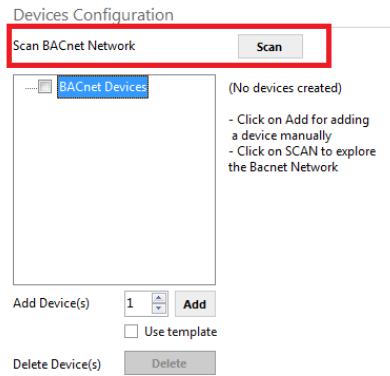 Devices Configuration
Scan BACnet Network Scan
BACnet Devices
(No devices created)
- Click on Add for adding
a device manually
- Click on SCAN to explore
the Bacnet Network
Add Device(s) 1 Add
Use template
Delete Device(s) Delete